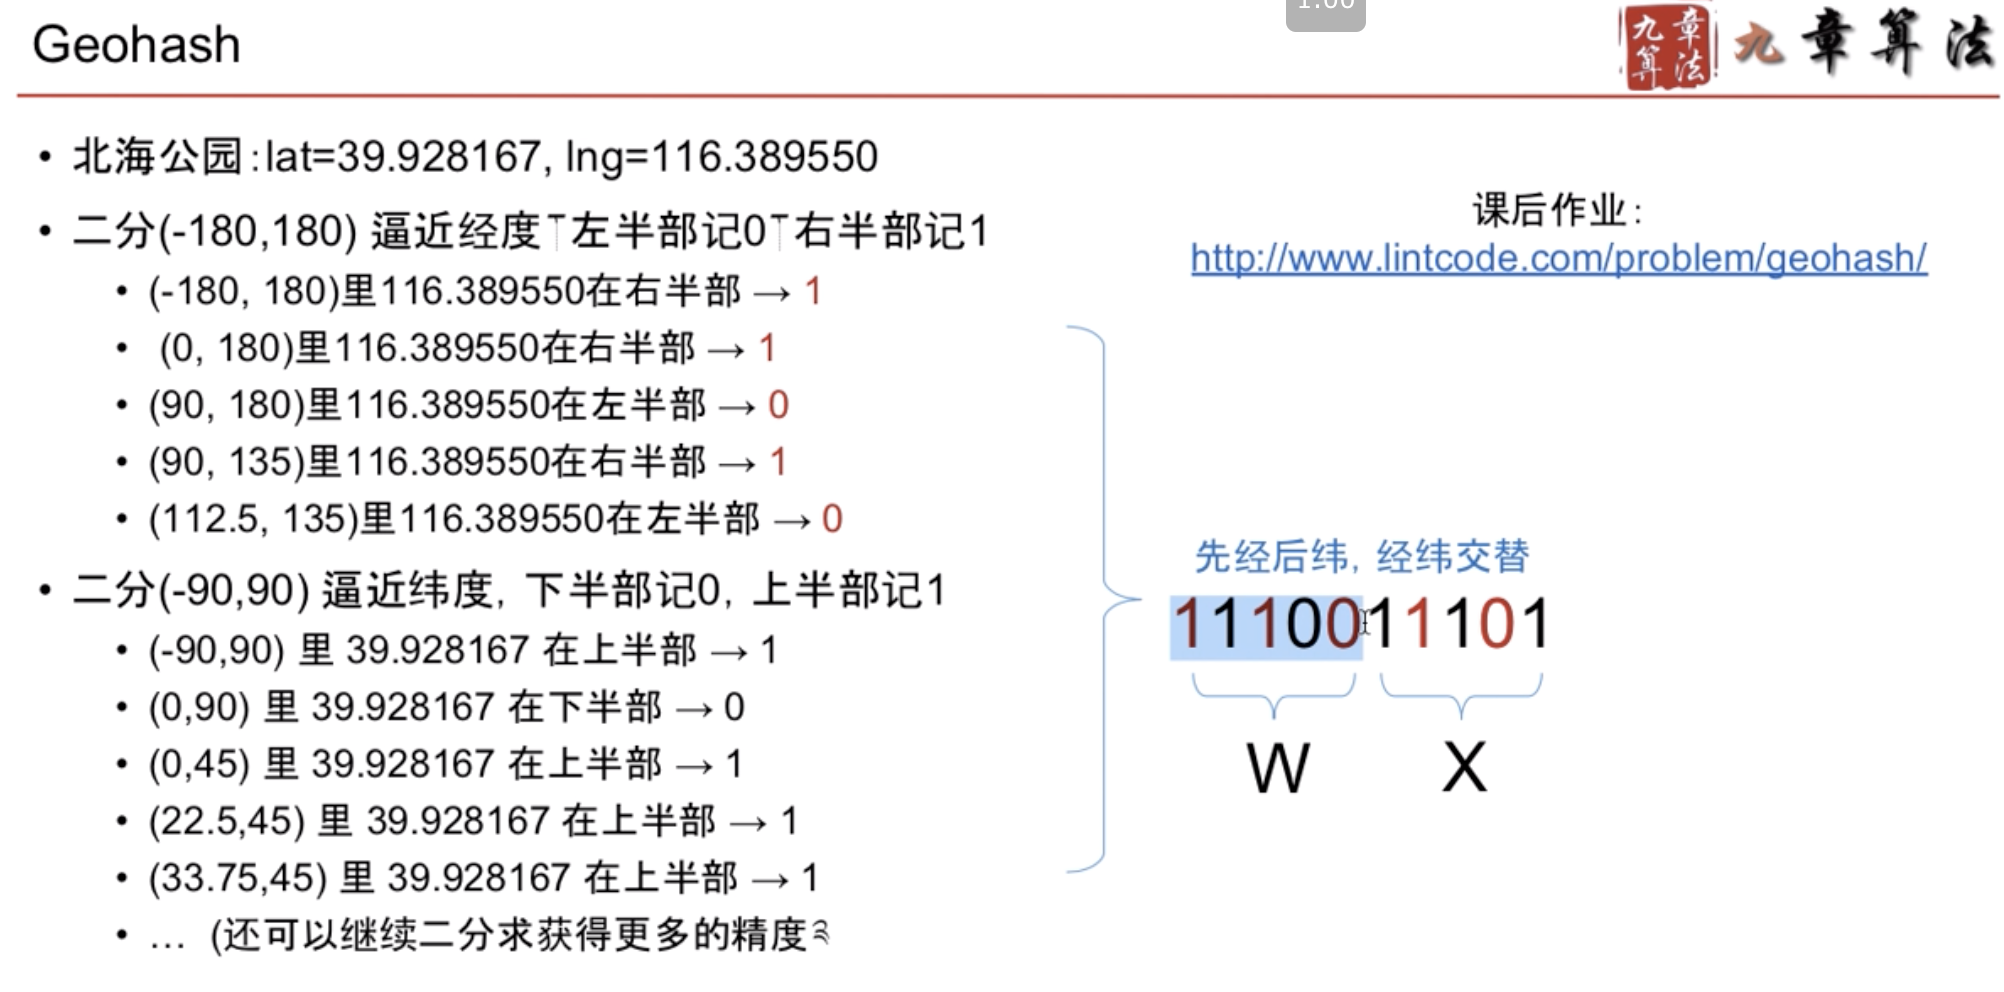 1.00
Geohash
九章算法
九章算法
• 北海公园:lat=39.928167, lng=116.389550
• 二分(-180,180) 逼近经度 左半部记0 右半部记1
• (-180, 180)里116.389550在右半部 → 1
• (0, 180)里116.389550在右半部 → 1
• (90, 180)里116.389550在左半部 → 0
• (90, 135)里116.389550在右半部 → 1
• (112.5, 135)里116.389550在左半部 → 0
• 二分(-90,90) 逼近纬度, 下半部记0, 上半部记1
• (-90,90) 里 39.928167 在上半部 → 1
• (0,90) 里 39.928167 在下半部 → 0
• (0,45) 里 39.928167 在上半部 → 1
• (22.5,45) 里 39.928167 在上半部 → 1
• (33.75,45) 里 39.928167 在上半部 → 1
• … (还可以继续二分求获得更多的精度
课后作业:
http://www.lintcode.com/problem/geohash/
先经后纬, 经纬交替
1110011101
W X